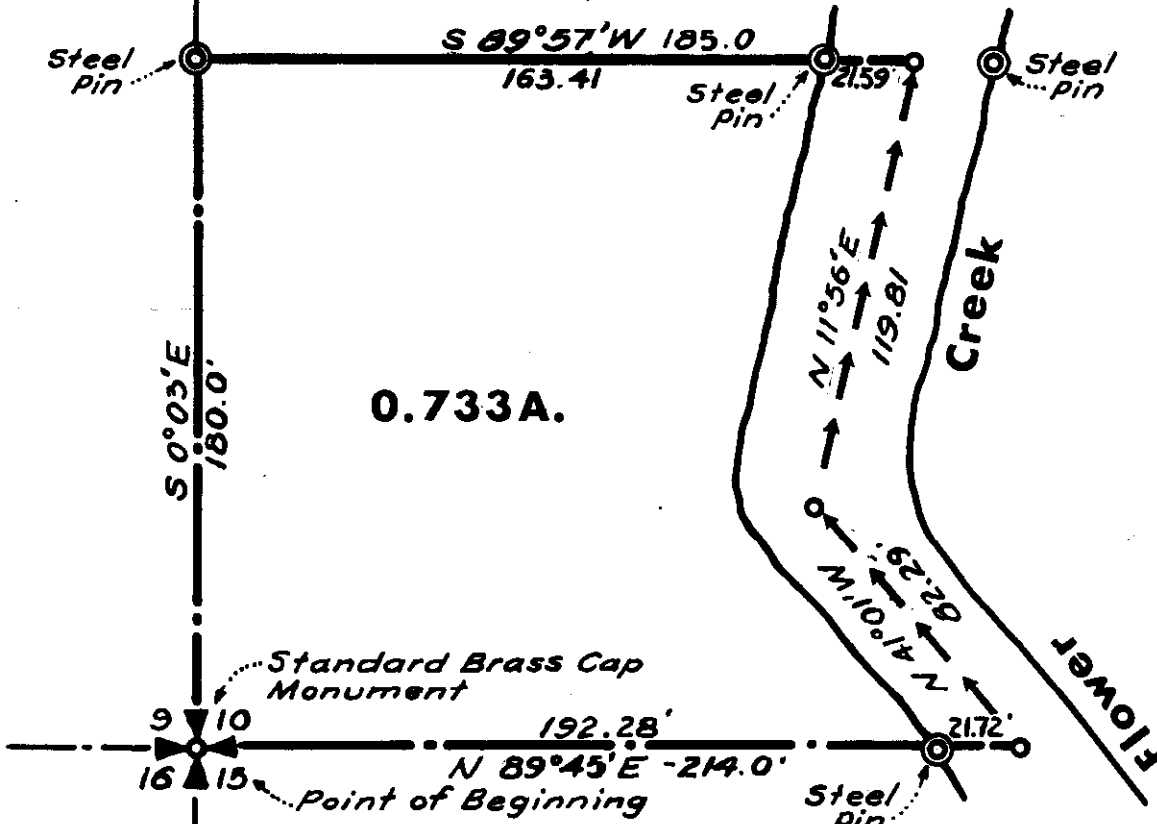 S 89°57'W 185.0
163.41
21.59'
Steel
Pin
Steel
Pin
Steel
Pin
S 0°03'E
180.0'
0.733A.
N 11°56'E
119.81
Creek
N 41°01'W
82.29'
Flower
Standard Brass Cap
Monument
9 10
16 15
192.28'
21.72'
N 89°45'E -214.0'
Point of Beginning
Steel
Pin